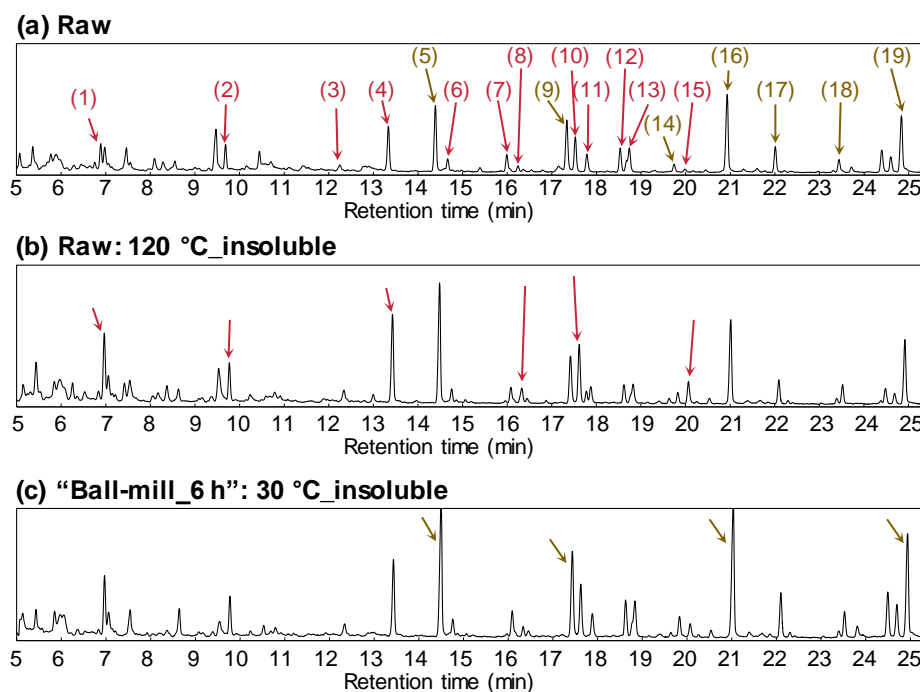 (a) Raw
(1) (2) (3) (4) (5) (6) (7) (8) (9) (10) (11) (12) (13) (14) (15) (16) (17) (18) (19)
5 6 7 8 9 10 11 12 13 14 15 16 17 18 19 20 21 22 23 24 25
Retention time (min)
(b) Raw: 120 °C_insoluble
5 6 7 8 9 10 11 12 13 14 15 16 17 18 19 20 21 22 23 24 25
Retention time (min)
(c) “Ball-mill_6 h”: 30 °C_insoluble
5 6 7 8 9 10 11 12 13 14 15 16 17 18 19 20 21 22 23 24 25
Retention time (min)